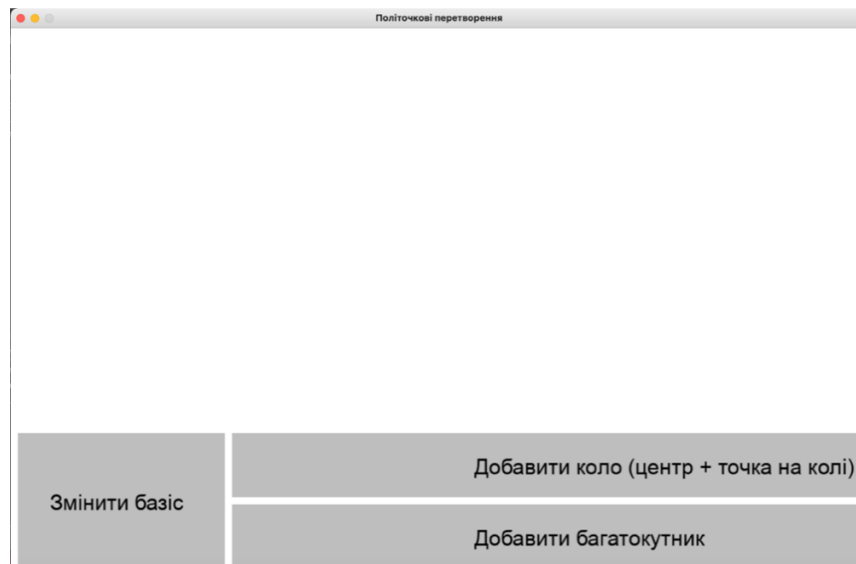 Політочкові перетворення
Добавити коло (центр + точка на колі)
Змінити базіс
Добавити багатокутник